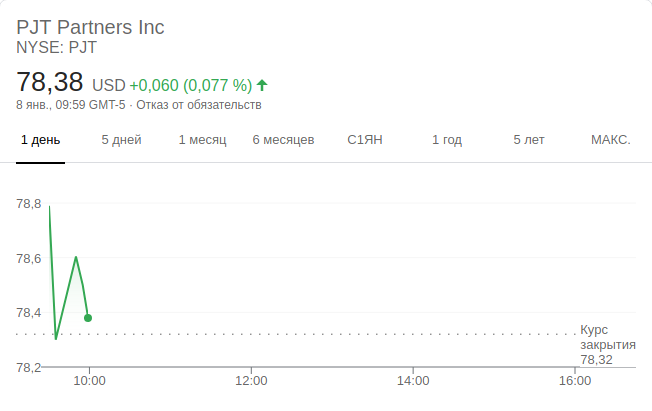 PJT Partners Inc
NYSE: PJT
78,38 USD +0,060 (0,077 %)
8 янв., 09:59 GMT-5 · Отказ от обязательств
1 день 5 дней 1 месяц 6 месяцев С1ЯН 1 год 5 лет МАКС.
78,8
78,6
78,4
Курс
закрытия
78,32
78,2
10:00 12:00 14:00 16:00